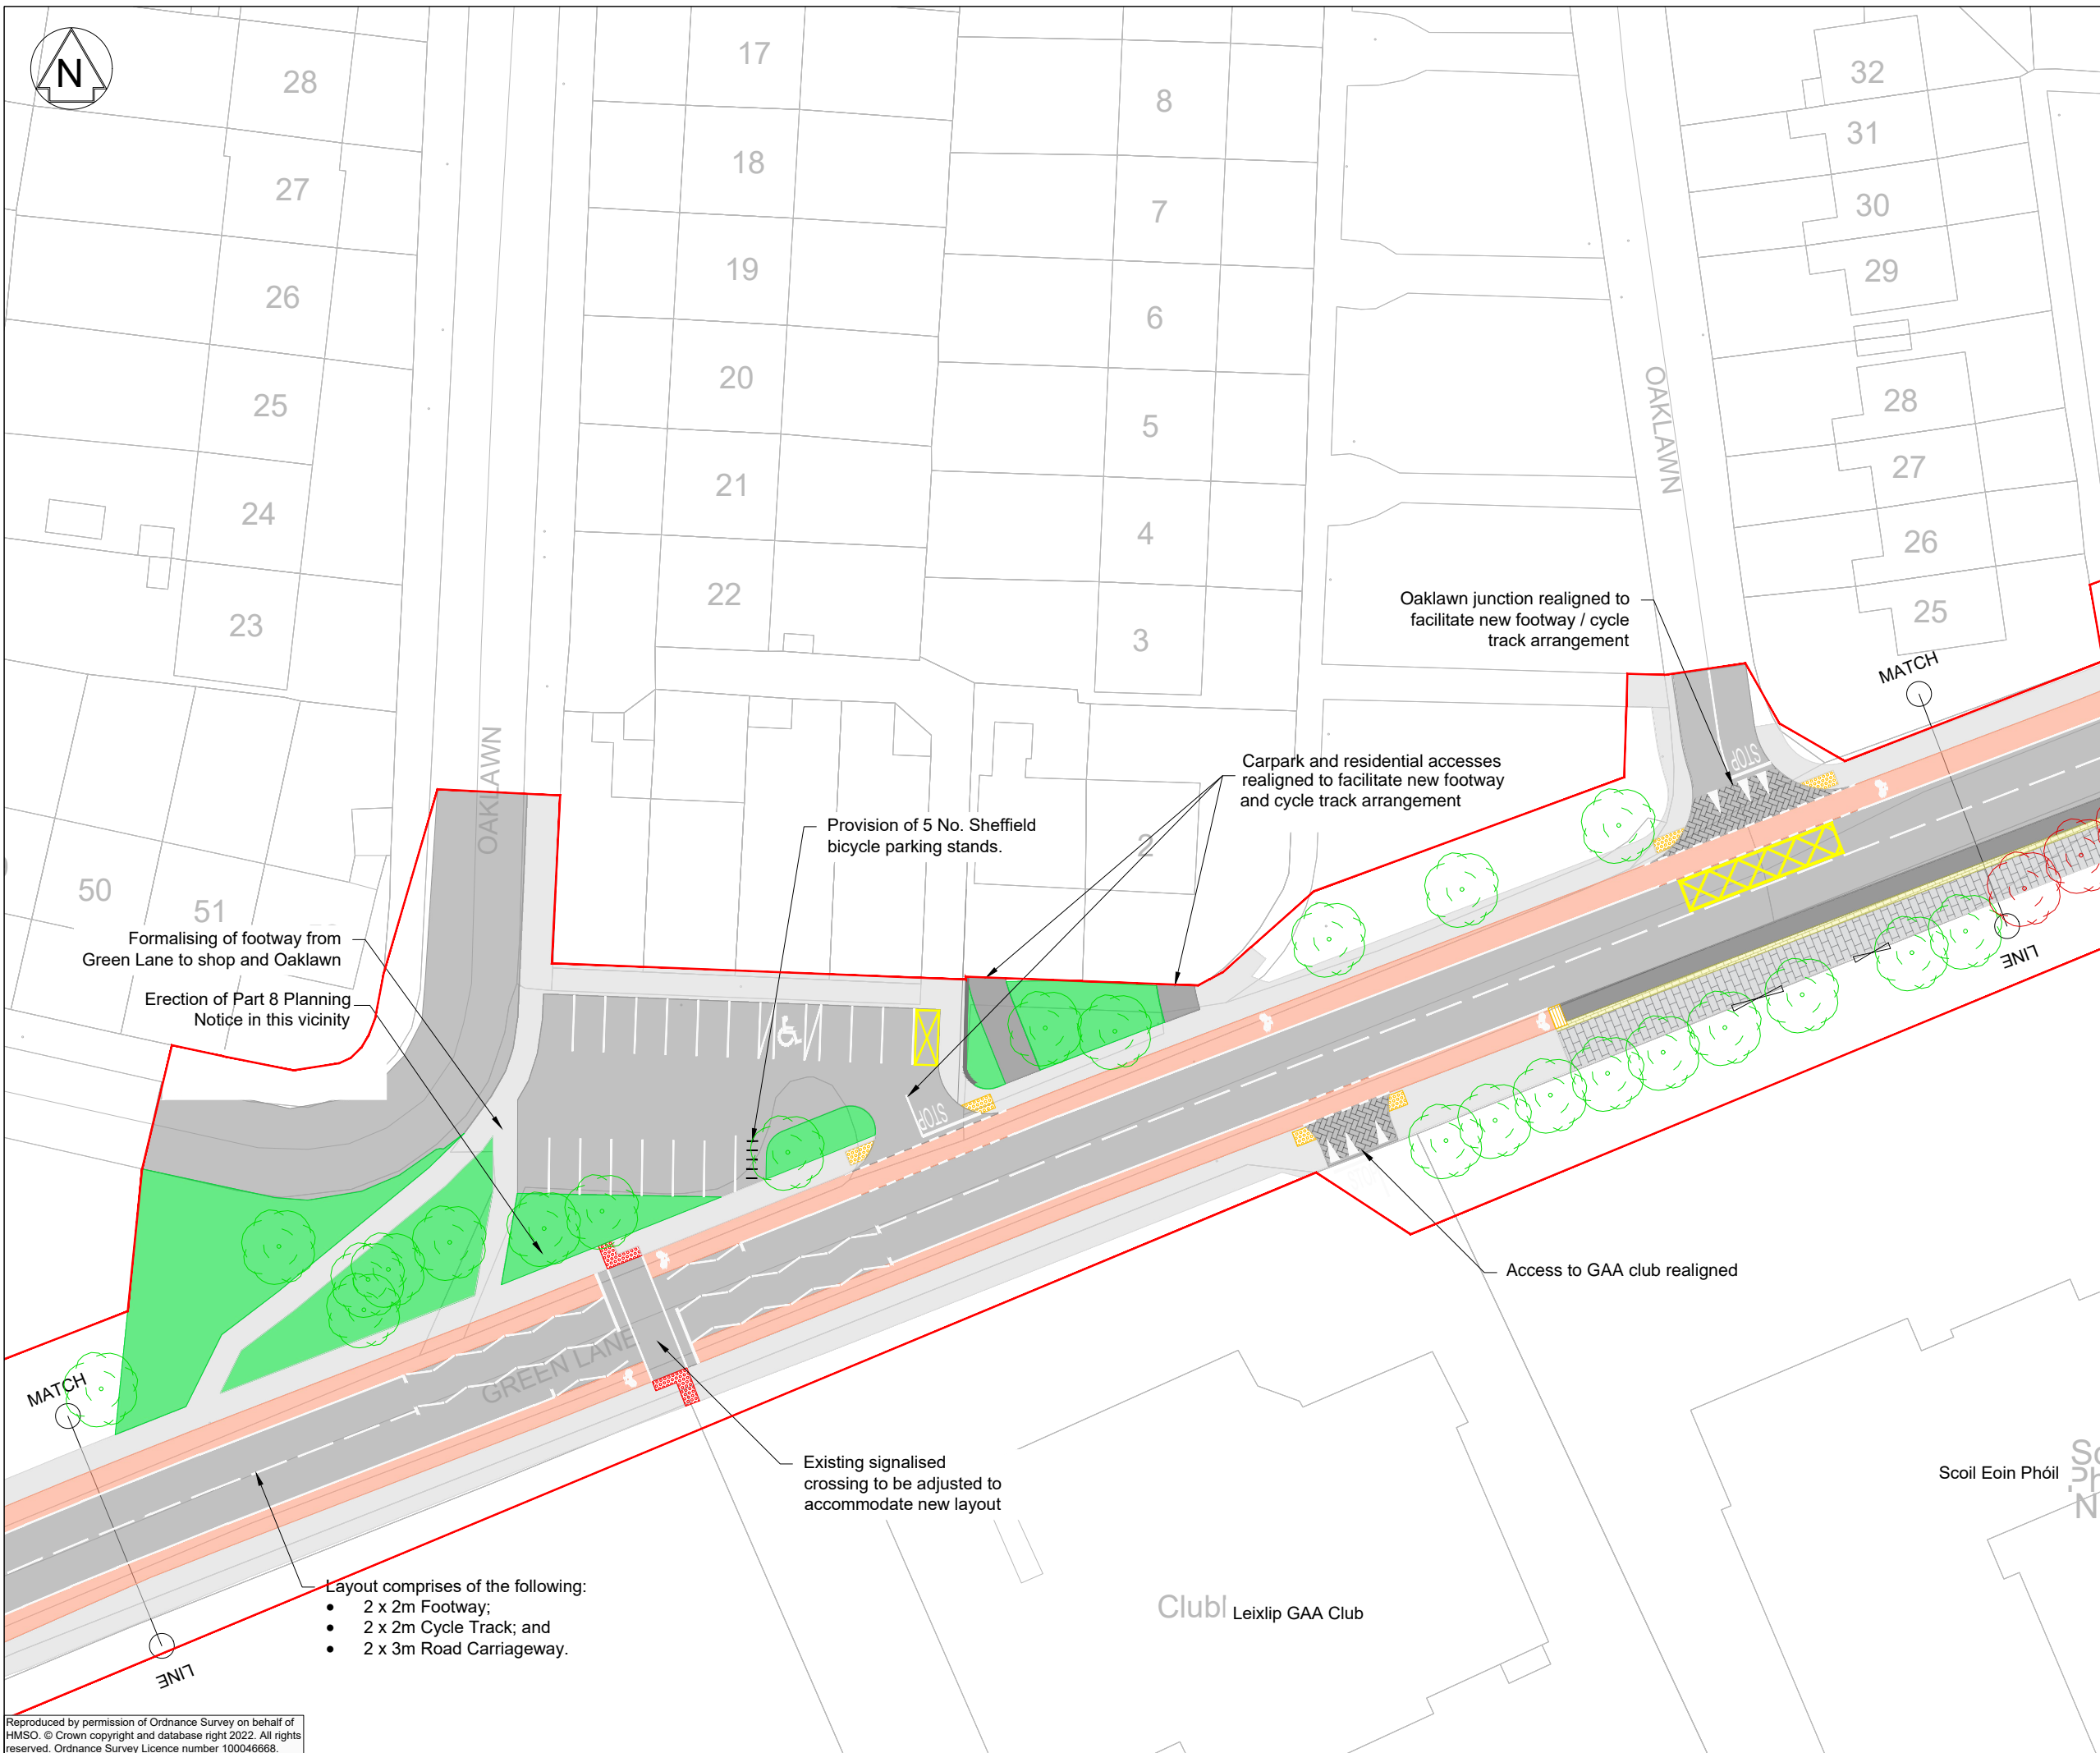 N
28
27
26
25
24
23
50
51
17
18
19
20
21
22
8
7
6
5
4
3
2
32
31
30
29
28
27
26
25
OAKLAWN
OAKLAWN
Oaklawn junction realigned to
facilitate new footway / cycle
track arrangement
MATCH
LINE
Carpark and residential accesses
realigned to facilitate new footway
and cycle track arrangement
Provision of 5 No. Sheffield
bicycle parking stands.
Formalising of footway from
Green Lane to shop and Oaklawn
Erection of Part 8 Planning
Notice in this vicinity
STOP
STOP
Access to GAA club realigned
GREEN LANE
MATCH
LINE
Existing signalised
crossing to be adjusted to
accommodate new layout
Layout comprises of the following:
• 2 x 2m Footway;
• 2 x 2m Cycle Track; and
• 2 x 3m Road Carriageway.
Club
Leixlip GAA Club
Scoil Eoin Phóil
Sc
Ph
N
Reproduced by permission of Ordnance Survey on behalf of
HMSO. © Crown copyright and database right 2022. All rights
reserved. Ordnance Survey Licence number 100046668.